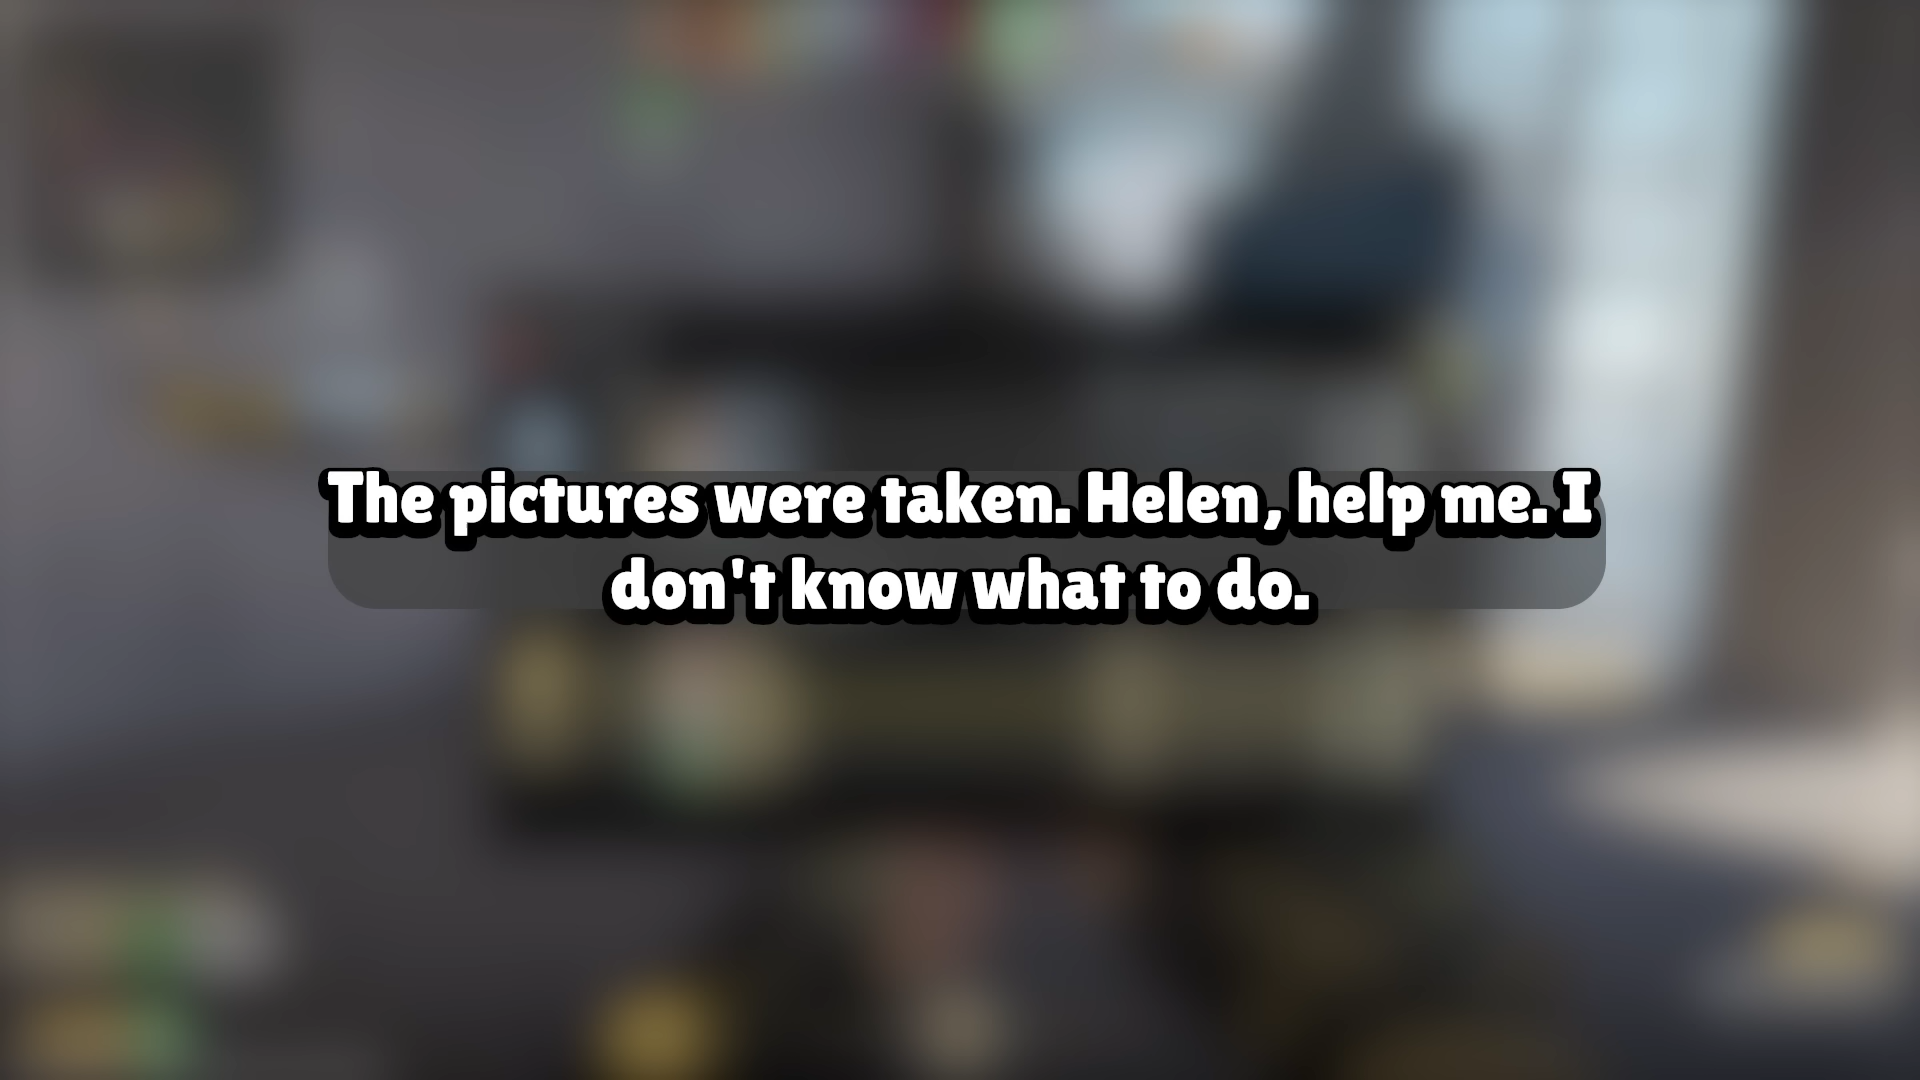 The pictures were taken. Helen, help me. I
don't know what to do.